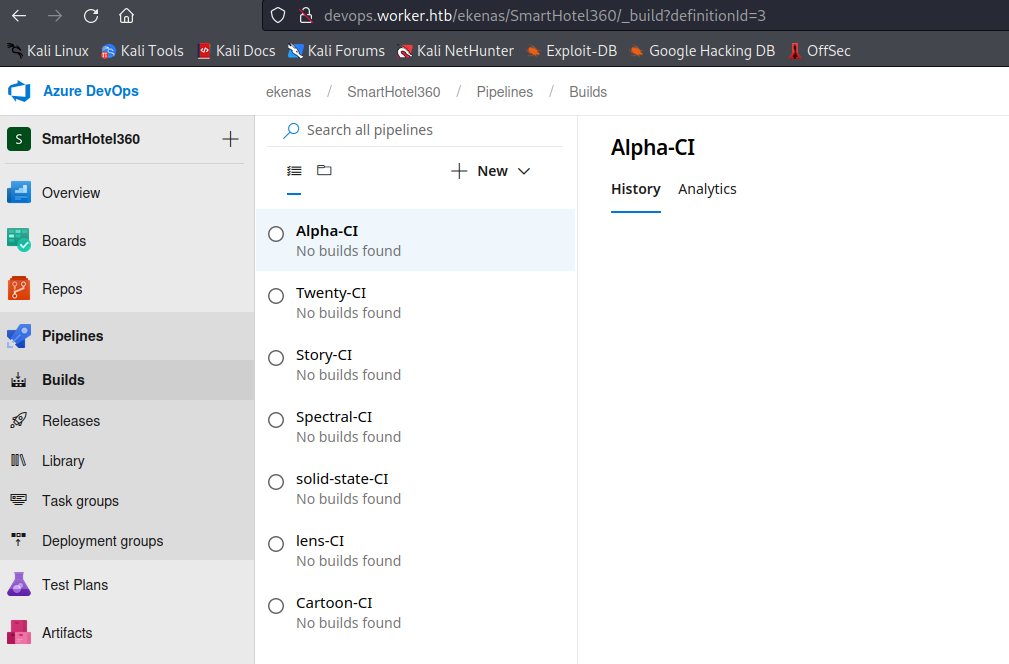 devops.worker.htb/ekenas/SmartHotel360/_build?definitionId=3
Kali Linux Kali Tools Kali Docs Kali Forums Kali NetHunter Exploit-DB Google Hacking DB OffSec
Azure DevOps
ekenas / SmartHotel360 / Pipelines / Builds
S SmartHotel360
Overview
Boards
Repos
Pipelines
Builds
Releases
Library
Task groups
Deployment groups
Test Plans
Artifacts
Search all pipelines
New
Alpha-CI
No builds found
Twenty-CI
No builds found
Story-CI
No builds found
Spectral-CI
No builds found
solid-state-CI
No builds found
lens-CI
No builds found
Cartoon-CI
No builds found
Alpha-CI
History Analytics